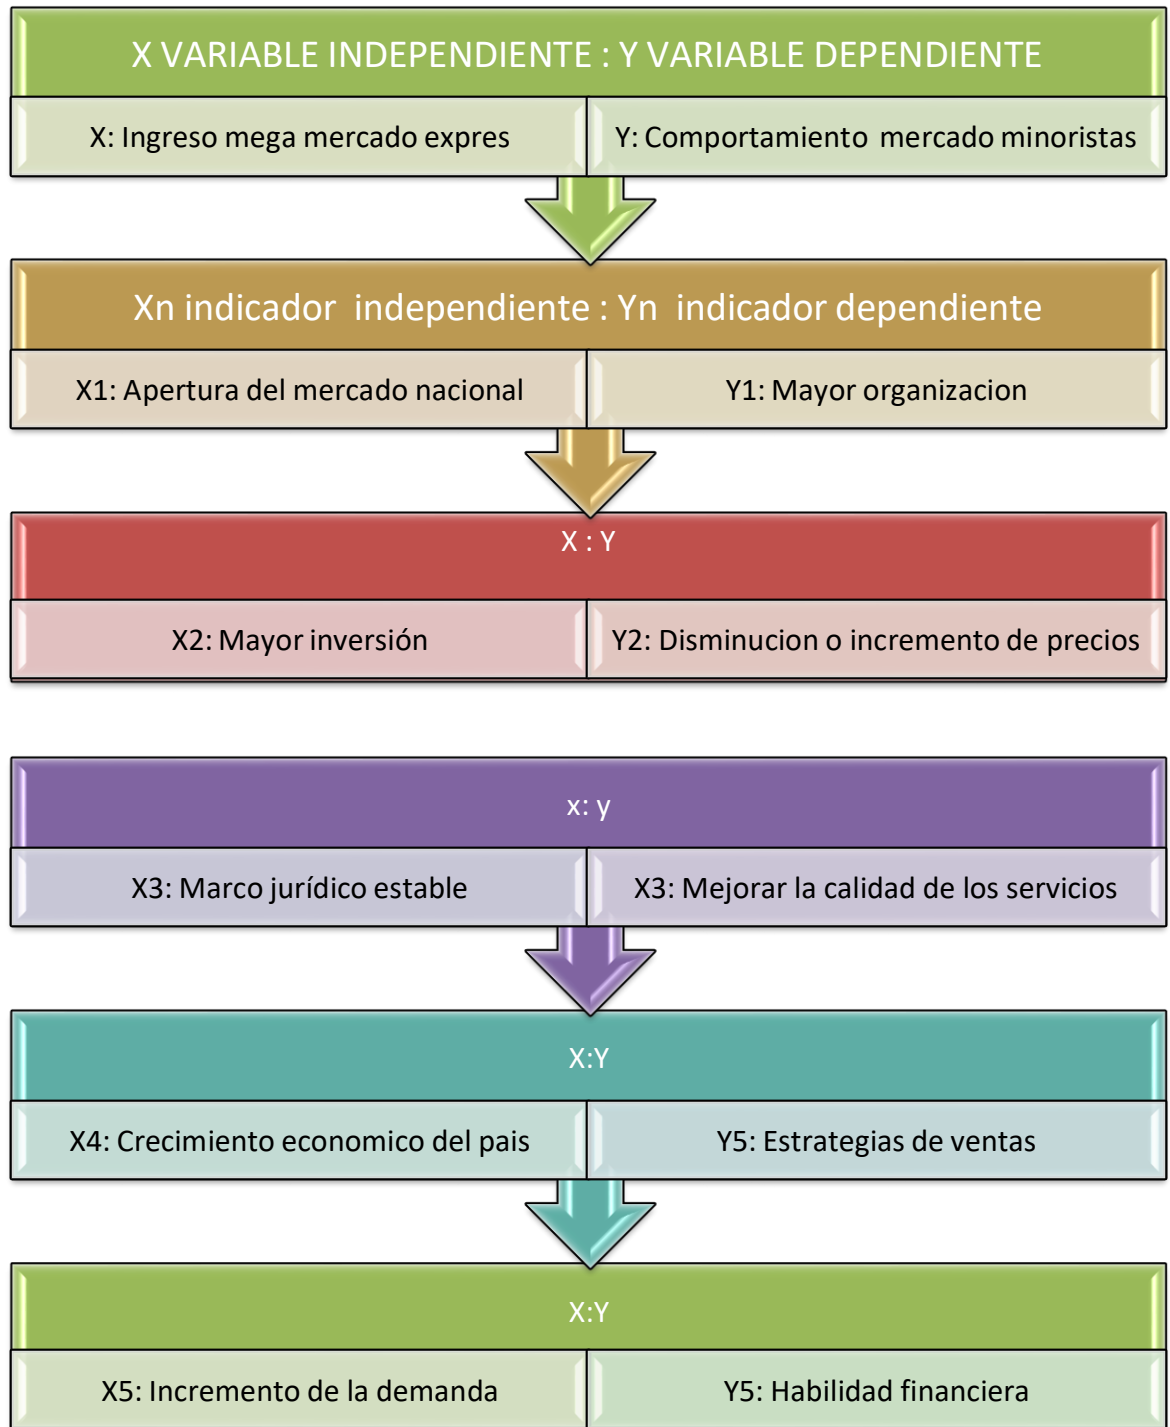 X VARIABLE INDEPENDIENTE : Y VARIABLE DEPENDIENTE
X: Ingreso mega mercado expres
Y: Comportamiento mercado minoristas
Xn indicador independiente : Yn indicador dependiente
X1: Apertura del mercado nacional
Y1: Mayor organizacion
X : Y
X2: Mayor inversión
Y2: Disminucion o incremento de precios
x: y
X3: Marco jurídico estable
X3: Mejorar la calidad de los servicios
X:Y
X4: Crecimiento economico del pais
Y5: Estrategias de ventas
X:Y
X5: Incremento de la demanda
Y5: Habilidad financiera